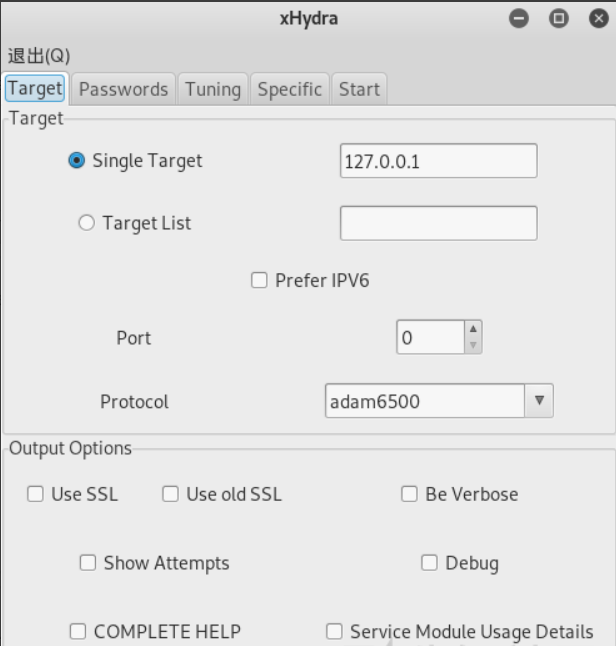 xHydra
退出(Q)
Target Passwords Tuning Specific Start
Target
Single Target 127.0.0.1
Target List
Prefer IPV6
Port 0
Protocol adam6500
Output Options
Use SSL Use old SSL Be Verbose
Show Attempts Debug
COMPLETE HELP Service Module Usage Details